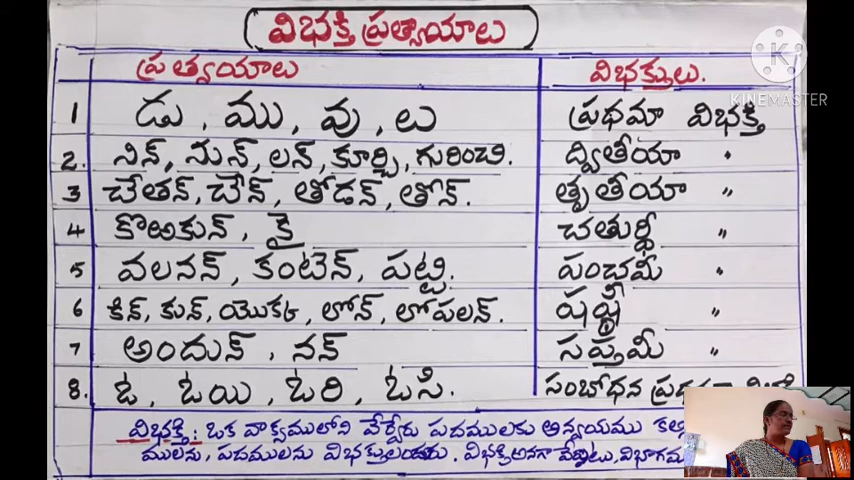 విభక్తి ప్రత్యయాలు
ప్రత్యయాలు విభక్తులు.
1 డు, ము, వు, లు ప్రథమా విభక్తి
2. నిన్, నున్, లన్, కూర్చి, గురించి. ద్వితీయా "
3 చేతన్, చేన్, తోడన్, తోన్. తృతీయా "
4 కొఱకున్, కై చతుర్థీ "
5 వలనన్, కంటెన్, పట్టి. పంచమీ "
6 కిన్, కున్, యొక్క, లోన్, లోపలన్. షష్ఠీ "
7 అందున్, నన్ సప్తమీ "
8. ఓ, ఓయి, ఓరి, ఓసి. సంబోధన
విభక్తి: ఒక వాక్యములోని వేర్వేరు పదములకు అన్వయము
ములను, పదములను విభక్తులందురు. విభక్తి అనగా
KINEMASTER